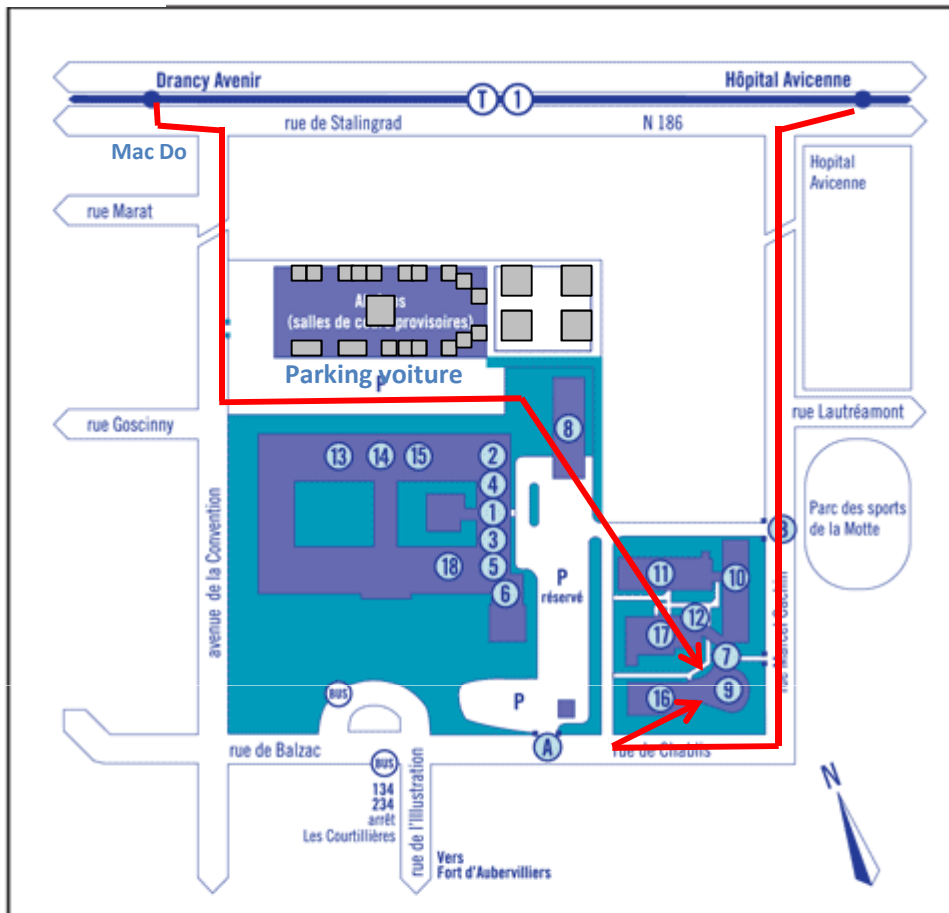 Drancy Avenir
Hôpital Avicenne
T 1
rue de Stalingrad
N 186
Mac Do
Hopital
Avicenne
rue Marat
(salles de cours provisoires)
Parking voiture
P
rue Goscinny
rue Lautréamont
8
13 14 15 2
4
1
3
18 5
6
P
réservé
Parc des sports
de la Motte
B
11
10
12
17
7
16
9
avenue de la Convention
rue Marcel Cachin
BUS
P
A
rue de Balzac
rue de Chablis
BUS
134
234
arrêt
Les Courtillières
rue de l'Illustration
Vers
Fort d'Aubervilliers
N